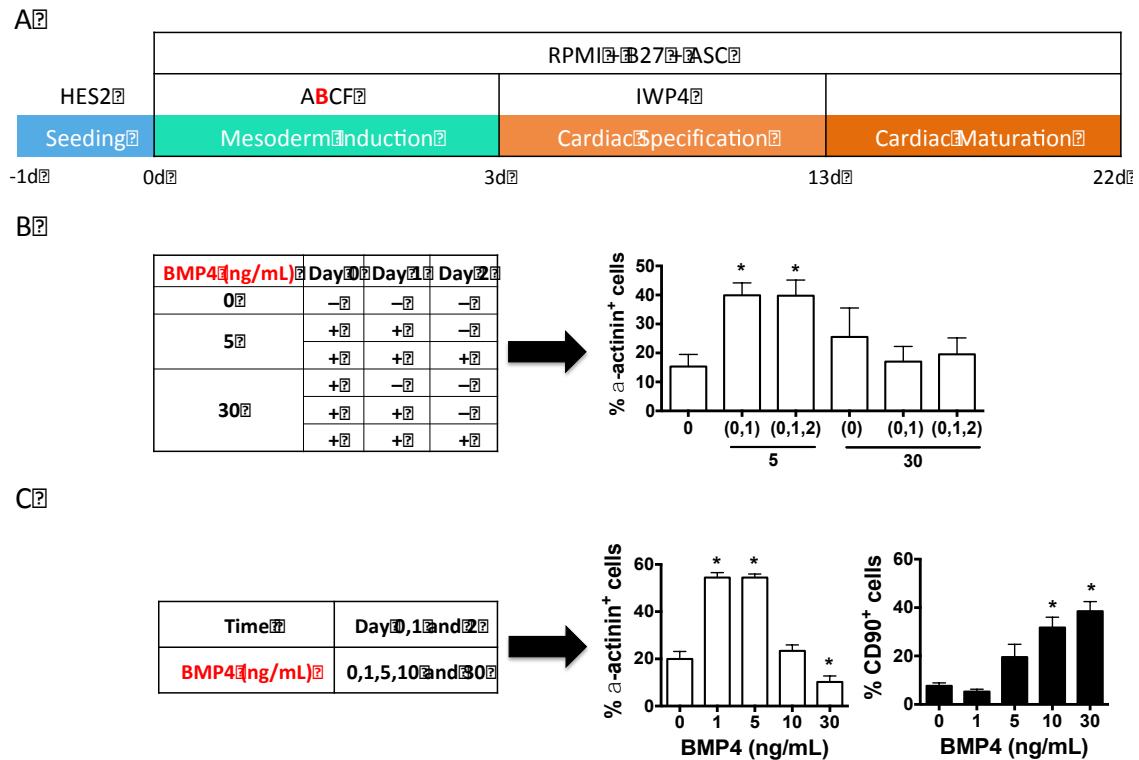 A
RPMI + B27 + ASC
HES2 ABCF IWP4
Seeding Mesoderm Induction Cardiac Specification Cardiac Maturation
-1d 0d 3d 13d 22d
B
BMP4 (ng/mL) Day 0 Day 1 Day 2
0 – – –
5 + + –
+ + +
30 + – –
+ + –
+ + +
% α-actinin+ cells
50
40
30
20
10
0
* *
0 (0,1) (0,1,2) (0) (0,1) (0,1,2)
5 30
C
Time Day 0,1 and 2
BMP4 (ng/mL) 0,1,5,10 and 30
% α-actinin+ cells
60
40
20
0
* * *
0 1 5 10 30
BMP4 (ng/mL)
% CD90+ cells
60
40
20
0
* *
0 1 5 10 30
BMP4 (ng/mL)